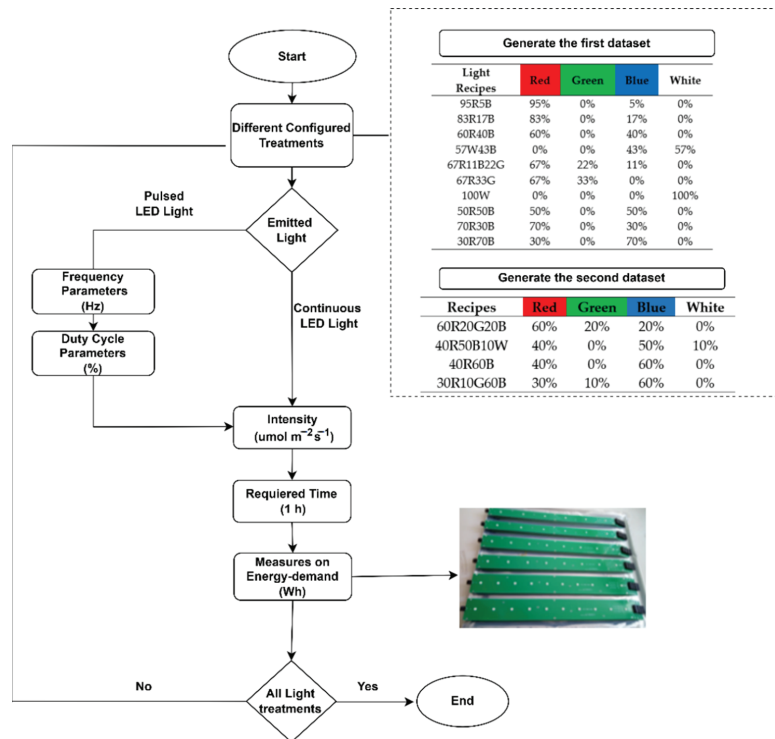 Start
Different Configured
Treatments
Pulsed
LED Light
Emitted
Light
Frequency
Parameters
(Hz)
Continuous
LED Light
Duty Cycle
Parameters
(%)
Intensity
(umol m⁻²s⁻¹)
Requiered Time
(1 h)
Measures on
Energy-demand
(Wh)
No
All Light
treatments
Yes
End
Generate the first dataset
Light
Recipes Red Green Blue White
95R5B 95% 0% 5% 0%
83R17B 83% 0% 17% 0%
60R40B 60% 0% 40% 0%
57W43B 0% 0% 43% 57%
67R11B22G 67% 22% 11% 0%
67R33G 67% 33% 0% 0%
100W 0% 0% 0% 100%
50R50B 50% 0% 50% 0%
70R30B 70% 0% 30% 0%
30R70B 30% 0% 70% 0%
Generate the second dataset
Recipes Red Green Blue White
60R20G20B 60% 20% 20% 0%
40R50B10W 40% 0% 50% 10%
40R60B 40% 0% 60% 0%
30R10G60B 30% 10% 60% 0%